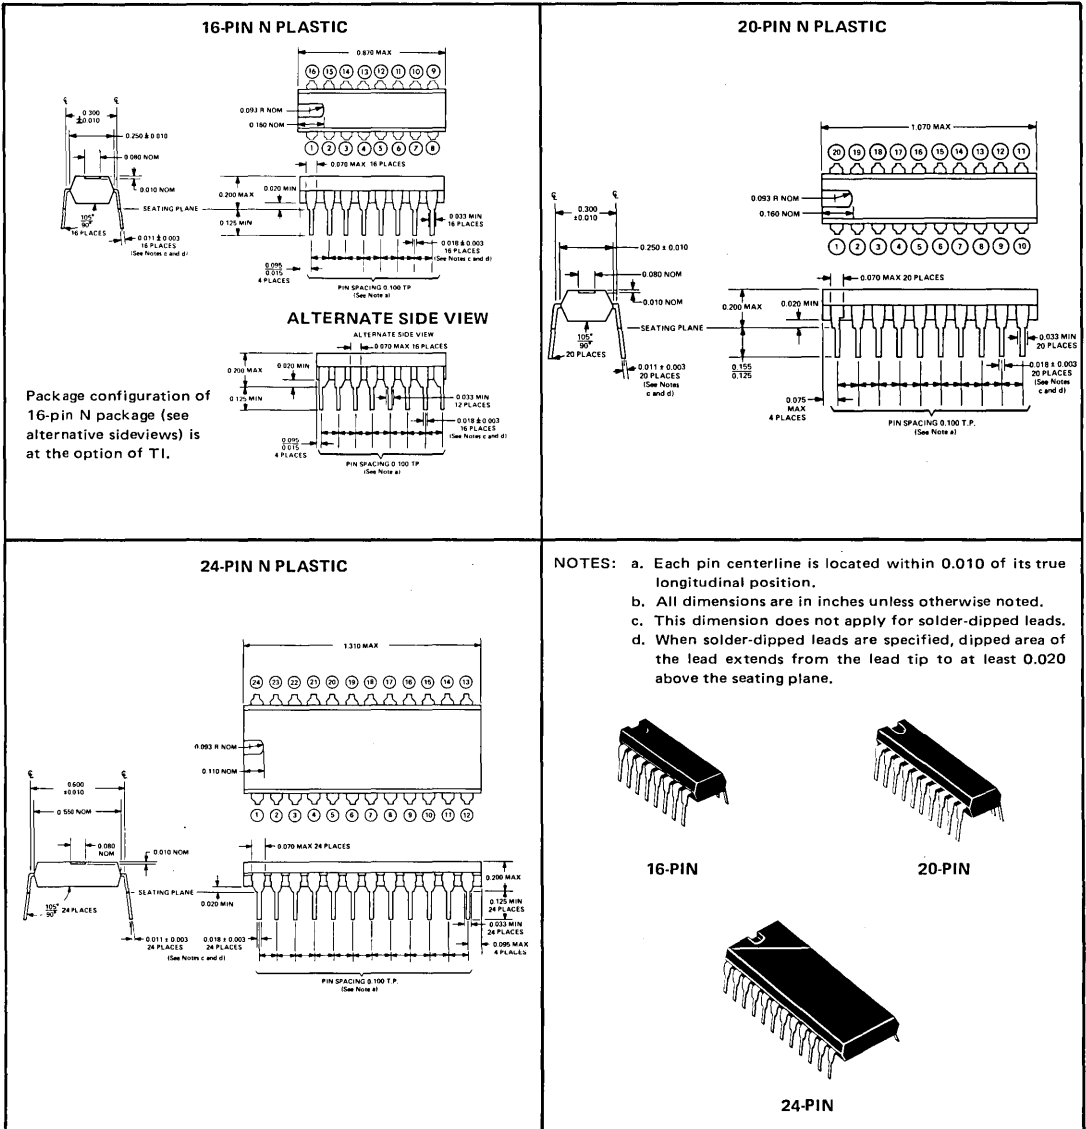 16-PIN N PLASTIC
0.870 MAX
16 15 14 13 12 11 10 9
0.093 R NOM
0.160 NOM
1 2 3 4 5 6 7 8
℄ ℄
0.300
±0.010
0.250 ± 0.010
0.080 NOM
0.010 NOM
SEATING PLANE
105°
90°
16 PLACES
0.011 ± 0.003
16 PLACES
(See Notes c and d)
0.070 MAX 16 PLACES
0.020 MIN
0.200 MAX
0.125 MIN
0.033 MIN
16 PLACES
0.018 ± 0.003
16 PLACES
(See Notes c and d)
0.095
0.015
4 PLACES
PIN SPACING 0.100 TP
(See Note a)
ALTERNATE SIDE VIEW
ALTERNATE SIDE VIEW
0.070 MAX 16 PLACES
0.020 MIN
0.200 MAX
0.125 MIN
0.033 MIN
12 PLACES
0.018 ± 0.003
16 PLACES
(See Notes c and d)
0.095
0.015
4 PLACES
PIN SPACING 0.100 TP
(See Note a)
Package configuration of
16-pin N package (see
alternative sideviews) is
at the option of TI.
20-PIN N PLASTIC
1.070 MAX
20 19 18 17 16 15 14 13 12 11
0.093 R NOM
0.160 NOM
1 2 3 4 5 6 7 8 9 10
℄ ℄
0.300
±0.010
0.250 ± 0.010
0.080 NOM
0.010 NOM
SEATING PLANE
105°
90°
20 PLACES
0.011 ± 0.003
20 PLACES
(See Notes
c and d)
0.070 MAX 20 PLACES
0.020 MIN
0.200 MAX
0.155
0.125
0.033 MIN
20 PLACES
0.018 ± 0.003
20 PLACES
(See Notes
c and d)
0.075
MAX
4 PLACES
PIN SPACING 0.100 T.P.
(See Note a)
24-PIN N PLASTIC
1.310 MAX
24 23 22 21 20 19 18 17 16 15 14 13
0.093 R NOM
0.110 NOM
1 2 3 4 5 6 7 8 9 10 11 12
℄ ℄
0.600
±0.010
0.550 NOM
0.080
NOM
0.010 NOM
SEATING PLANE
105°
90°
24 PLACES
0.011 ± 0.003
24 PLACES
(See Notes c and d)
0.070 MAX 24 PLACES
0.020 MIN
0.018 ± 0.003
24 PLACES
0.200 MAX
0.125 MIN
24 PLACES
0.033 MIN
24 PLACES
0.095 MAX
4 PLACES
PIN SPACING 0.100 T.P.
(See Note a)
NOTES: a. Each pin centerline is located within 0.010 of its true
longitudinal position.
b. All dimensions are in inches unless otherwise noted.
c. This dimension does not apply for solder-dipped leads.
d. When solder-dipped leads are specified, dipped area of
the lead extends from the lead tip to at least 0.020
above the seating plane.
16-PIN
20-PIN
24-PIN